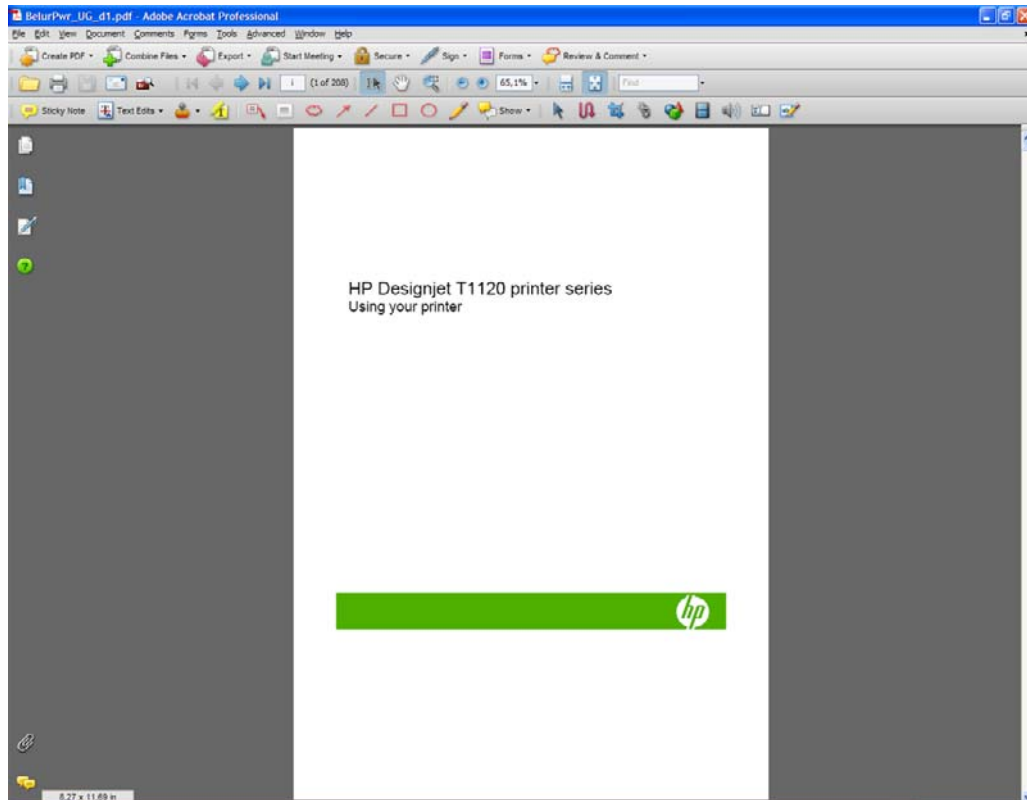 BelurPwr_UG_d1.pdf - Adobe Acrobat Professional
File Edit View Document Comments Forms Tools Advanced Window Help
Create PDF Combine Files Export Start Meeting Secure Sign Forms Review & Comment
i (1 of 208) 65,1% Find
Sticky Note Text Edits Show
HP Designjet T1120 printer series
Using your printer
hp
8.27 x 11.69 in